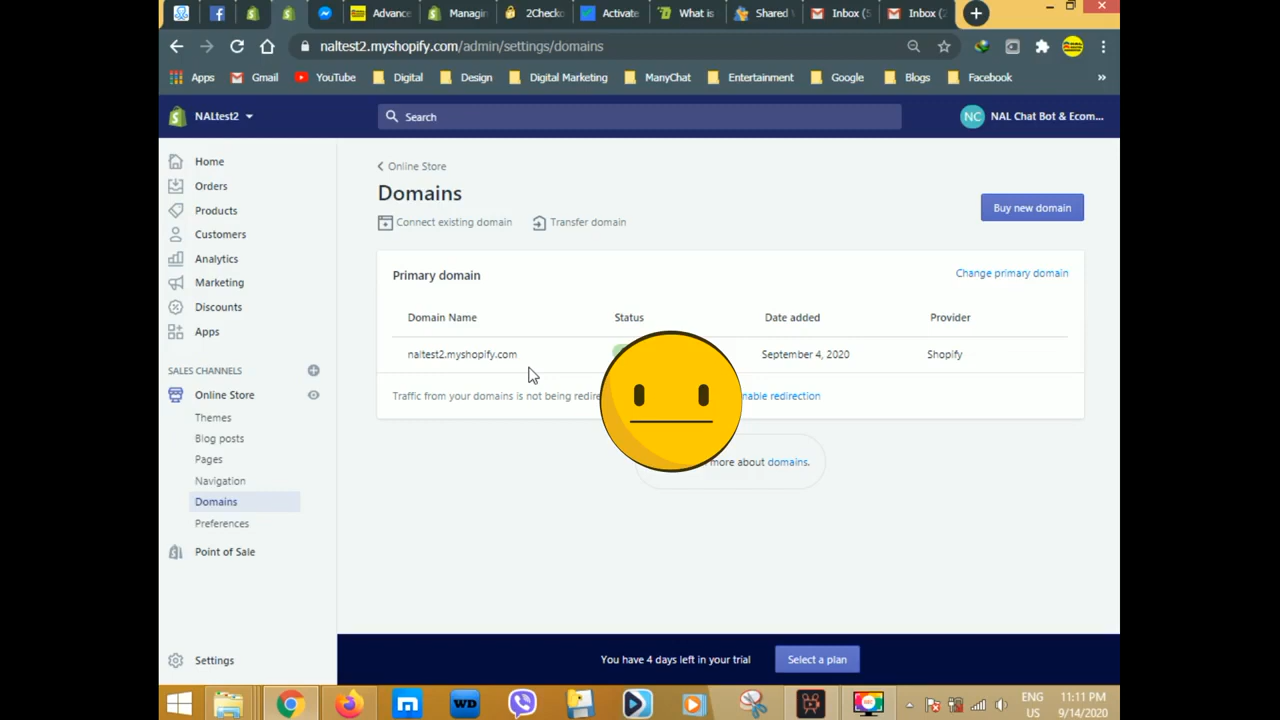 Advance
Managin
2Checko
Activate
What is
Shared
Inbox (5
Inbox (2
naltest2.myshopify.com/admin/settings/domains
Apps Gmail YouTube Digital Design Digital Marketing ManyChat Entertainment Google Blogs Facebook »
NALtest2
Search
NC NAL Chat Bot & Ecom...
Home
Orders
Products
Customers
Analytics
Marketing
Discounts
Apps
SALES CHANNELS
Online Store
Themes
Blog posts
Pages
Navigation
Domains
Preferences
Point of Sale
Settings
Online Store
Domains
Connect existing domain Transfer domain
Buy new domain
Primary domain
Change primary domain
Domain Name Status Date added Provider
naltest2.myshopify.com September 4, 2020 Shopify
Traffic from your domains is not being redire nable redirection
more about domains.
You have 4 days left in your trial
Select a plan
WD
ENG
US
11:11 PM
9/14/2020